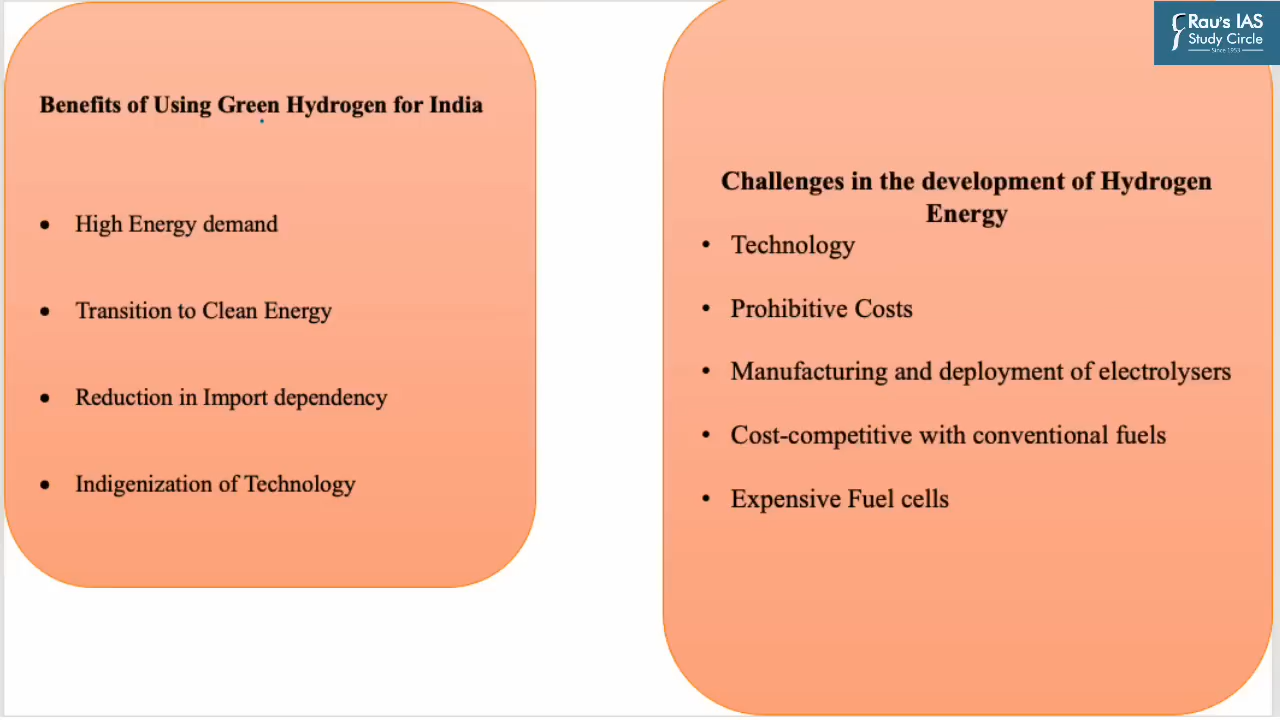 Rau's IAS
Study Circle
Since 1953
Benefits of Using Green Hydrogen for India
• High Energy demand
• Transition to Clean Energy
• Reduction in Import dependency
• Indigenization of Technology
Challenges in the development of Hydrogen
Energy
• Technology
• Prohibitive Costs
• Manufacturing and deployment of electrolysers
• Cost-competitive with conventional fuels
• Expensive Fuel cells